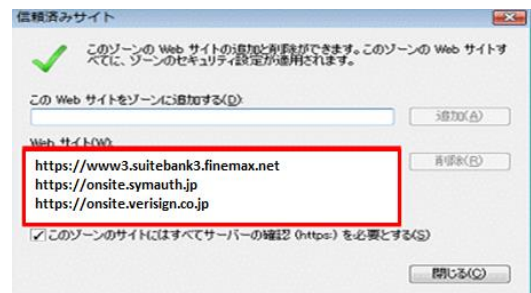 信頼済みサイト
このゾーンの Web サイトの追加と削除ができます。このゾーンの Web サイトす
べてに、ゾーンのセキュリティ設定が適用されます。
この Web サイトをゾーンに追加する(D):
追加(A)
Web サイト(W):
https://www3.suitebank3.finemax.net
https://onsite.symauth.jp
https://onsite.verisign.co.jp
削除(R)
このゾーンのサイトにはすべてサーバーの確認 (https:) を必要とする(S)
閉じる(C)